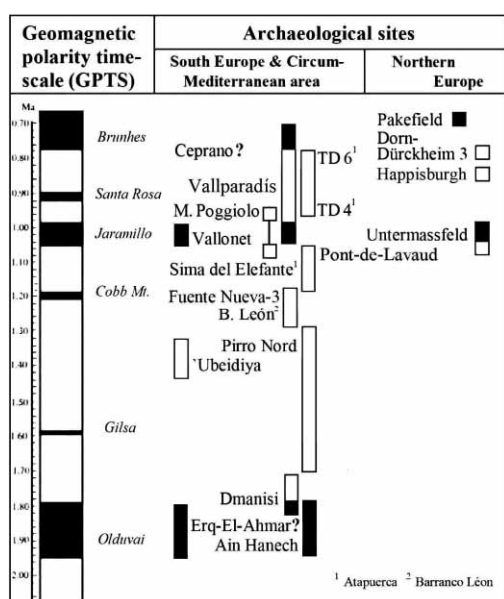 Geomagnetic
polarity time-
scale (GPTS)
Archaeological sites
South Europe & Circum-
Mediterranean area
Northern
Europe
Ma
0.70
0.80
0.90
1.00
1.10
1.20
1.30
1.40
1.50
1.60
1.70
1.80
1.90
2.00
Brunhes
Santa Rosa
Jaramillo
Cobb Mt.
Gilsa
Olduvai
Ceprano?
TD 6¹
Vallparadís
M. Poggiolo
TD 4¹
Vallonet
Sima del Elefante¹
Fuente Nueva-3
B. León²
Pirro Nord
`Ubeidiya
Dmanisi
Erq-El-Ahmar?
Ain Hanech
Pakefield
Dorn-
Dürckheim 3
Happisburgh
Untermassfeld
Pont-de-Lavaud
¹ Atapuerca ² Barranco Léon